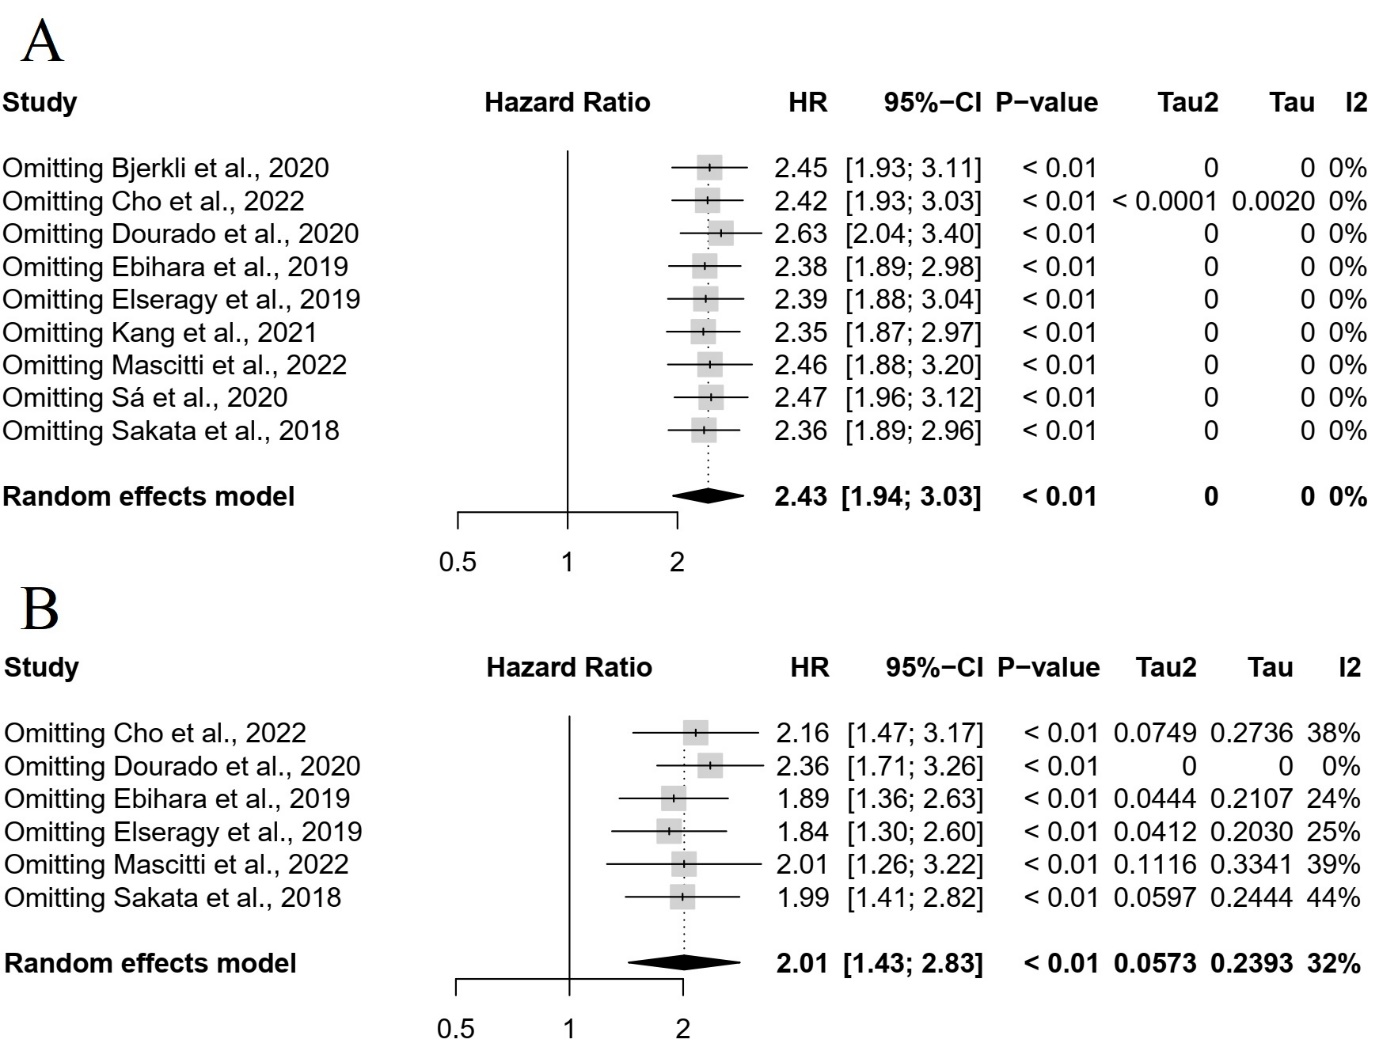 A
Study Hazard Ratio HR 95%−CI P−value Tau2 Tau I2
Omitting Bjerkli et al., 2020 2.45 [1.93; 3.11] < 0.01 0 0 0%
Omitting Cho et al., 2022 2.42 [1.93; 3.03] < 0.01 < 0.0001 0.0020 0%
Omitting Dourado et al., 2020 2.63 [2.04; 3.40] < 0.01 0 0 0%
Omitting Ebihara et al., 2019 2.38 [1.89; 2.98] < 0.01 0 0 0%
Omitting Elseragy et al., 2019 2.39 [1.88; 3.04] < 0.01 0 0 0%
Omitting Kang et al., 2021 2.35 [1.87; 2.97] < 0.01 0 0 0%
Omitting Mascitti et al., 2022 2.46 [1.88; 3.20] < 0.01 0 0 0%
Omitting Sá et al., 2020 2.47 [1.96; 3.12] < 0.01 0 0 0%
Omitting Sakata et al., 2018 2.36 [1.89; 2.96] < 0.01 0 0 0%
Random effects model 2.43 [1.94; 3.03] < 0.01 0 0 0%
0.5 1 2
B
Study Hazard Ratio HR 95%−CI P−value Tau2 Tau I2
Omitting Cho et al., 2022 2.16 [1.47; 3.17] < 0.01 0.0749 0.2736 38%
Omitting Dourado et al., 2020 2.36 [1.71; 3.26] < 0.01 0 0 0%
Omitting Ebihara et al., 2019 1.89 [1.36; 2.63] < 0.01 0.0444 0.2107 24%
Omitting Elseragy et al., 2019 1.84 [1.30; 2.60] < 0.01 0.0412 0.2030 25%
Omitting Mascitti et al., 2022 2.01 [1.26; 3.22] < 0.01 0.1116 0.3341 39%
Omitting Sakata et al., 2018 1.99 [1.41; 2.82] < 0.01 0.0597 0.2444 44%
Random effects model 2.01 [1.43; 2.83] < 0.01 0.0573 0.2393 32%
0.5 1 2